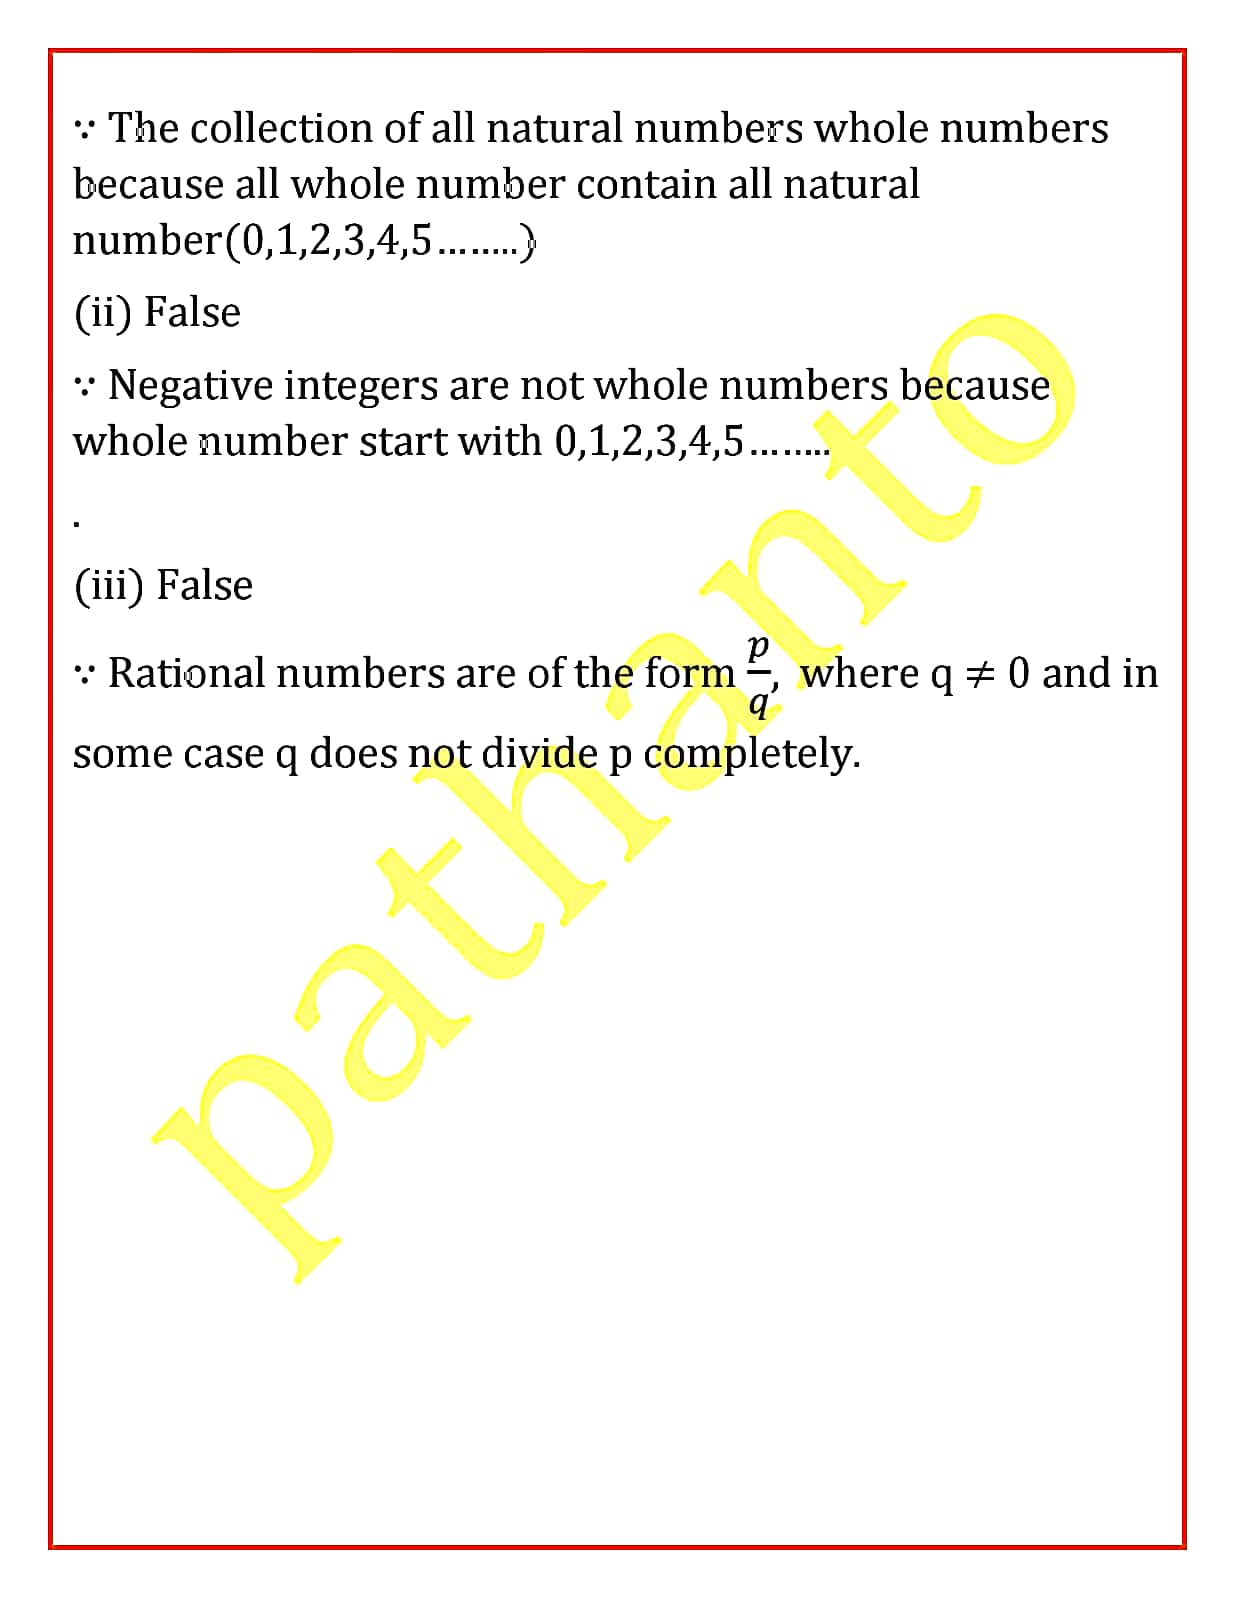 ∵ The collection of all natural numbers whole numbers
because all whole number contain all natural
number(0,1,2,3,4,5……..)
(ii) False
∵ Negative integers are not whole numbers because
whole number start with 0,1,2,3,4,5……..
.
(iii) False
∵ Rational numbers are of the form p/q, where q ≠ 0 and in
some case q does not divide p completely.
pathanto